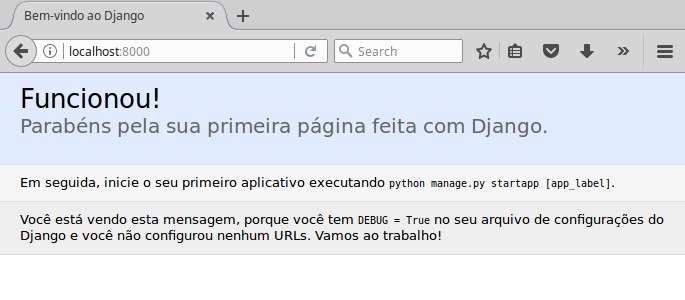 Bem-vindo ao Django
localhost:8000
Search
Funcionou!
Parabéns pela sua primeira página feita com Django.
Em seguida, inicie o seu primeiro aplicativo executando python manage.py startapp [app_label].
Você está vendo esta mensagem, porque você tem DEBUG = True no seu arquivo de configurações do
Django e você não configurou nenhum URLs. Vamos ao trabalho!